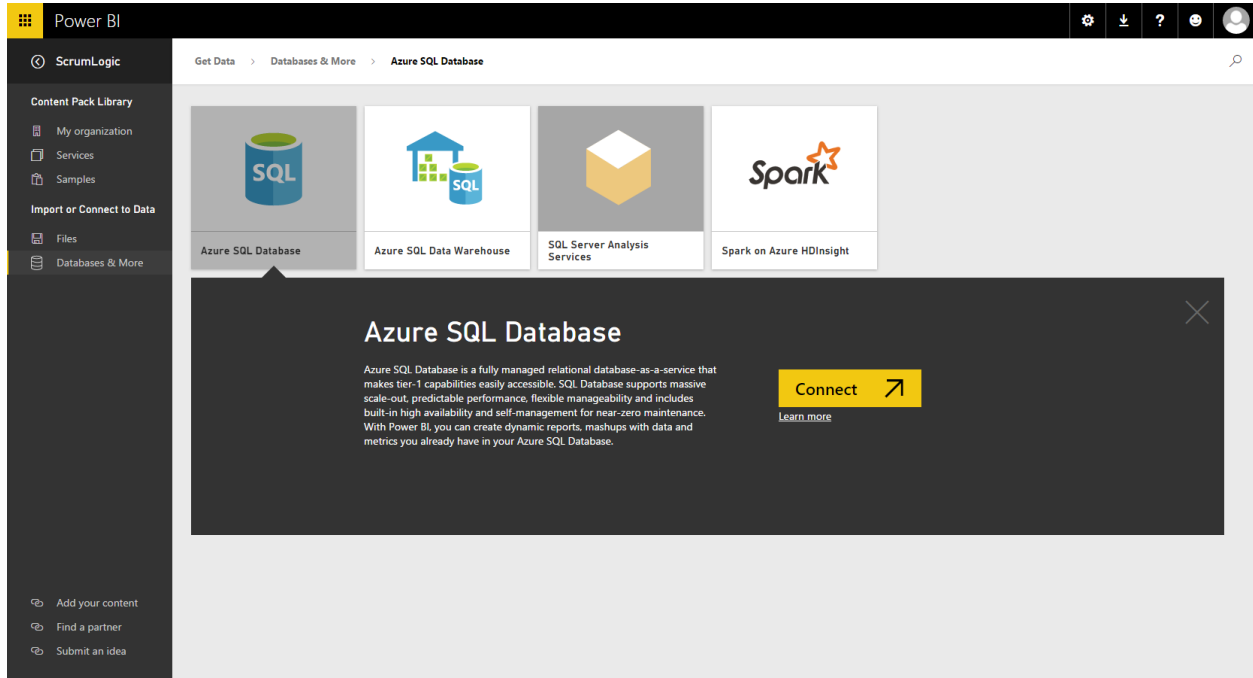 Power BI
?
ScrumLogic
Get Data > Databases & More > Azure SQL Database
Content Pack Library
My organization
Services
Samples
Import or Connect to Data
Files
Databases & More
SQL
SQL
Spark
Azure SQL Database
Azure SQL Data Warehouse
SQL Server Analysis
Services
Spark on Azure HDInsight
Azure SQL Database
Azure SQL Database is a fully managed relational database-as-a-service that
makes tier-1 capabilities easily accessible. SQL Database supports massive
scale-out, predictable performance, flexible manageability and includes
built-in high availability and self-management for near-zero maintenance.
With Power BI, you can create dynamic reports, mashups with data and
metrics you already have in your Azure SQL Database.
Connect
Learn more
Add your content
Find a partner
Submit an idea